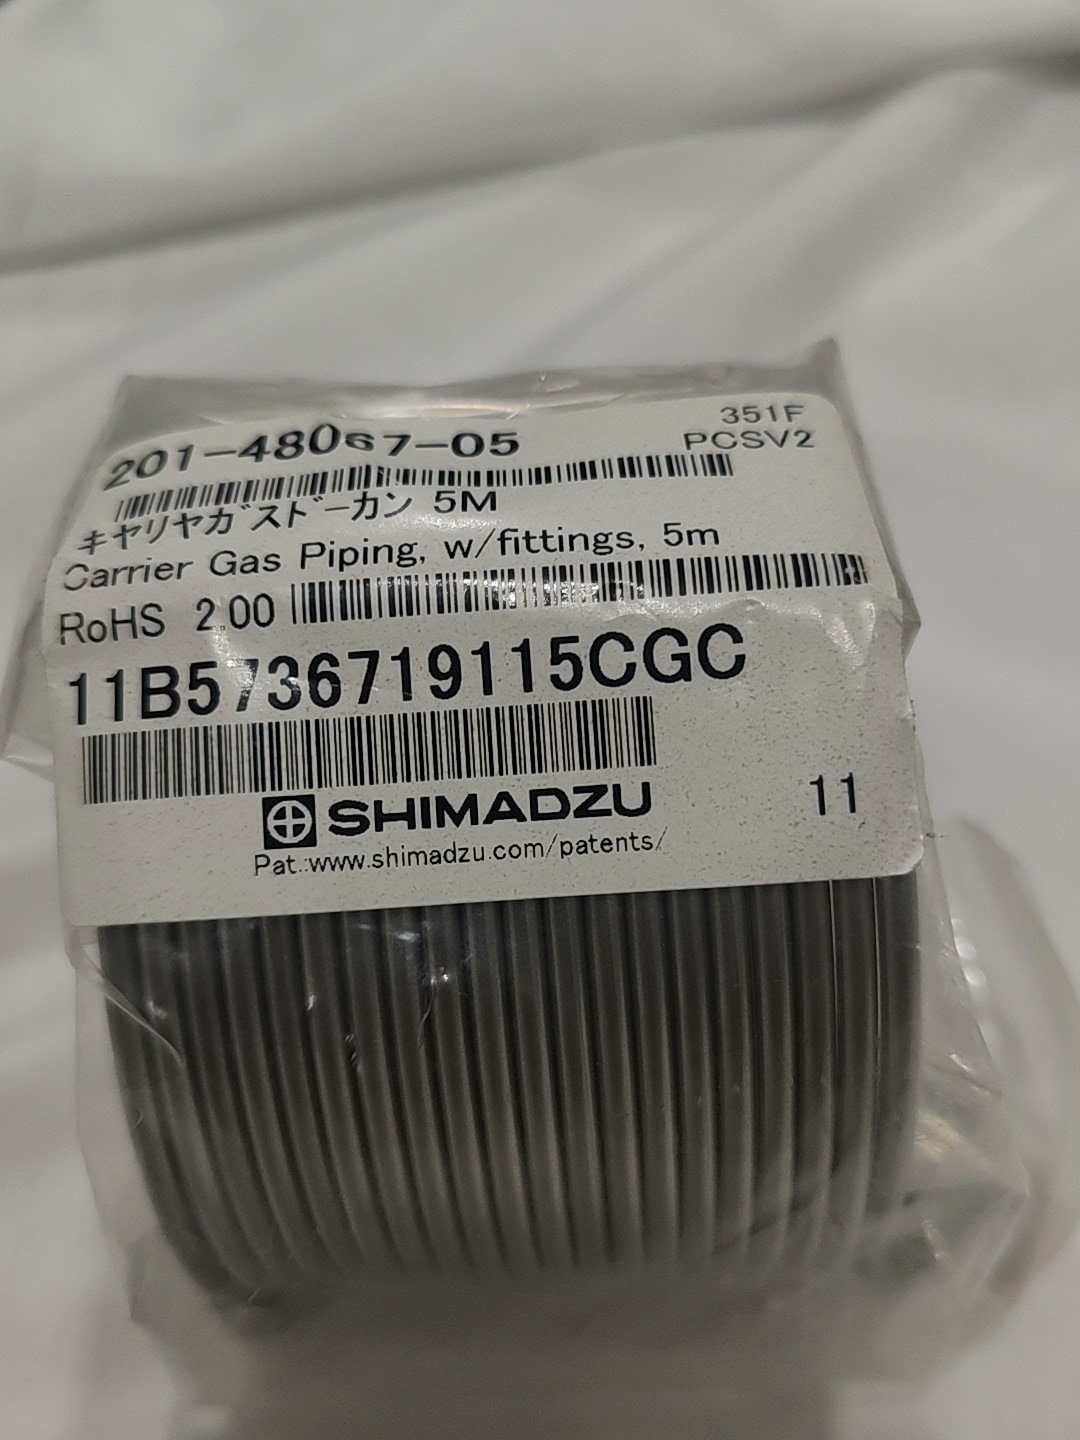 351F
201-48067-05
PCSV2
キヤリヤガスドーカン 5M
Carrier Gas Piping, w/fittings, 5m
RoHS 2.00
11B5736719115CGC
SHIMADZU
11
Pat.:www.shimadzu.com/patents/